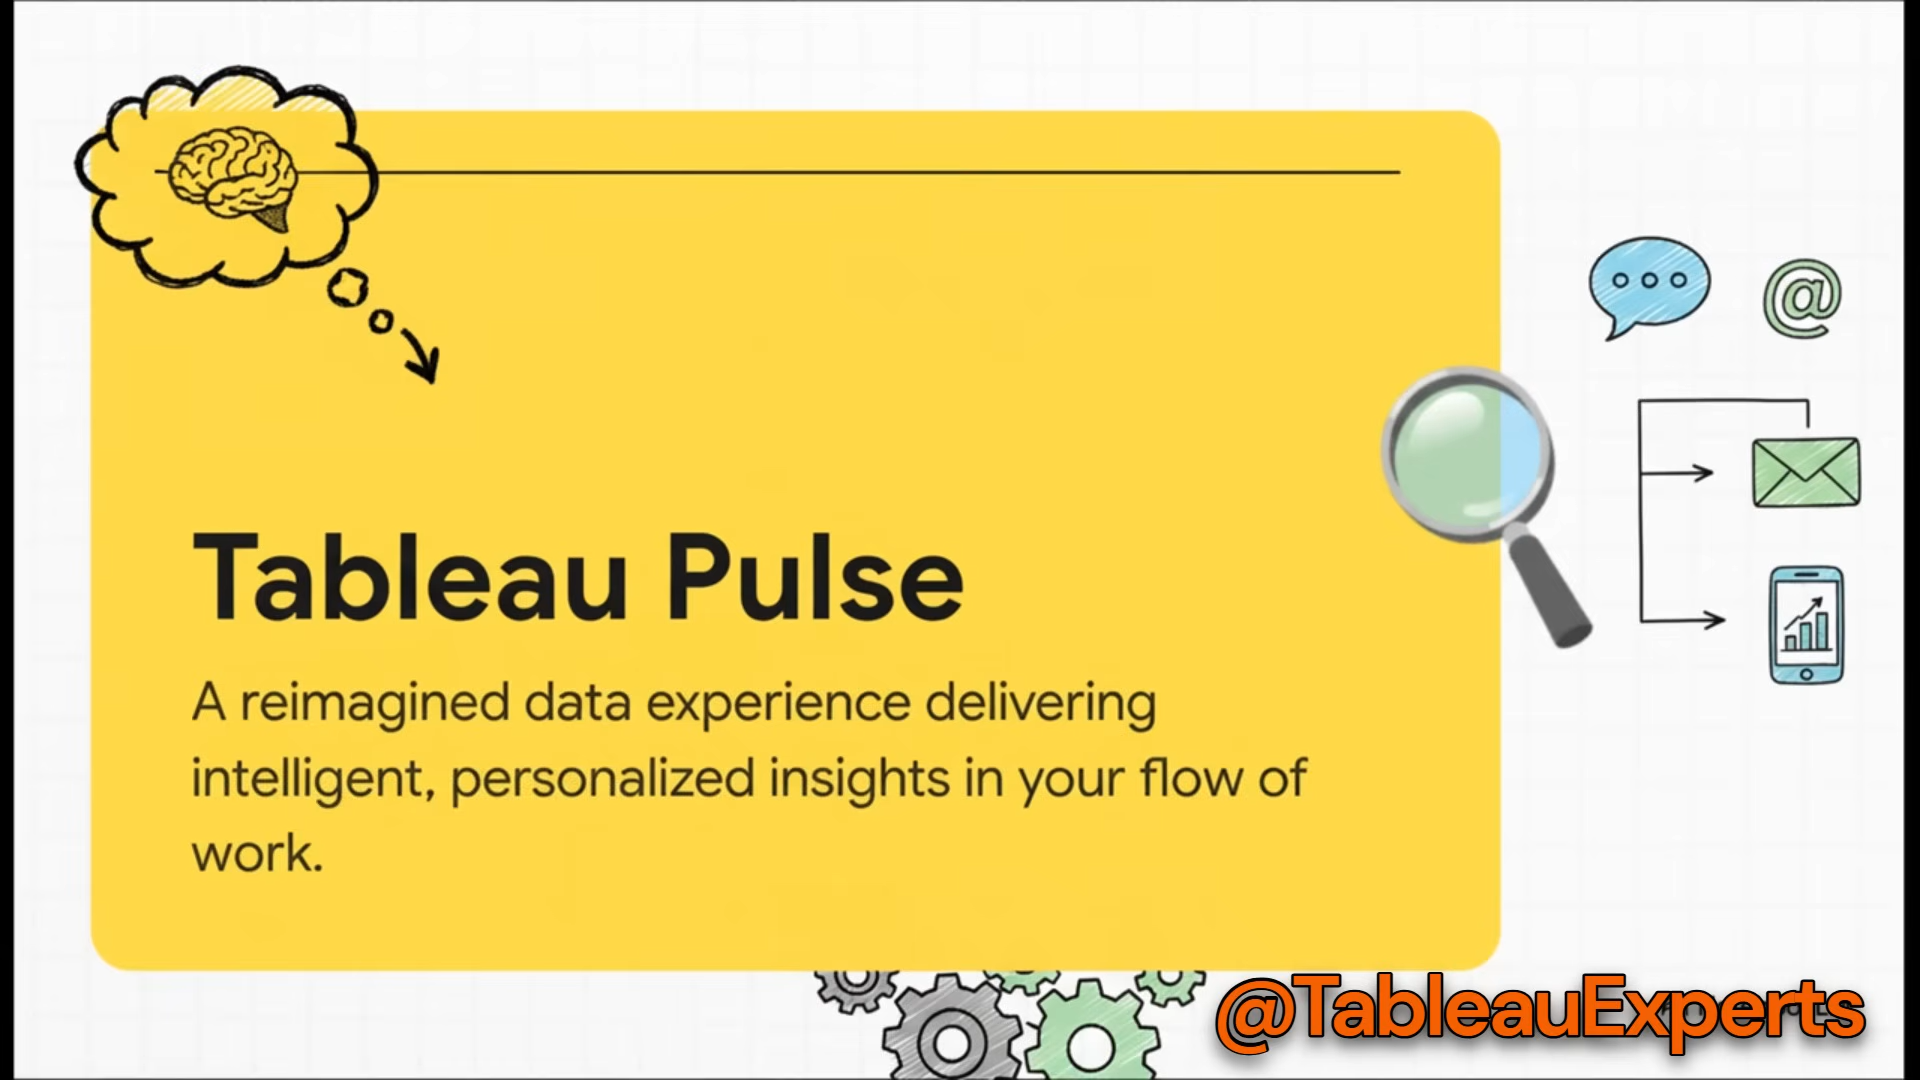 Tableau Pulse
A reimagined data experience delivering
intelligent, personalized insights in your flow of
work.
@
@TableauExperts